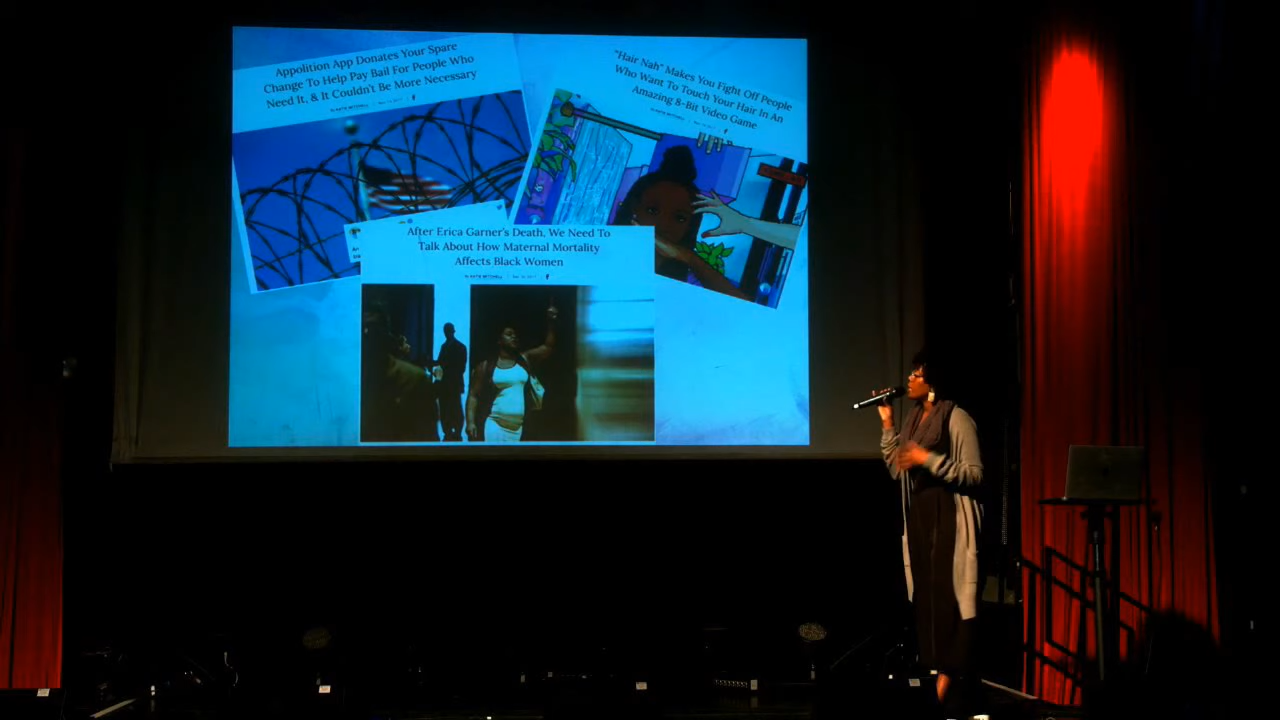 Appolition App Donates Your Spare
Change To Help Pay Bail For People Who
Need It, & It Couldn't Be More Necessary
"Hair Nah" Makes You Fight Off People
Who Want To Touch Your Hair In An
Amazing 8-Bit Video Game
After Erica Garner's Death, We Need To
Talk About How Maternal Mortality
Affects Black Women